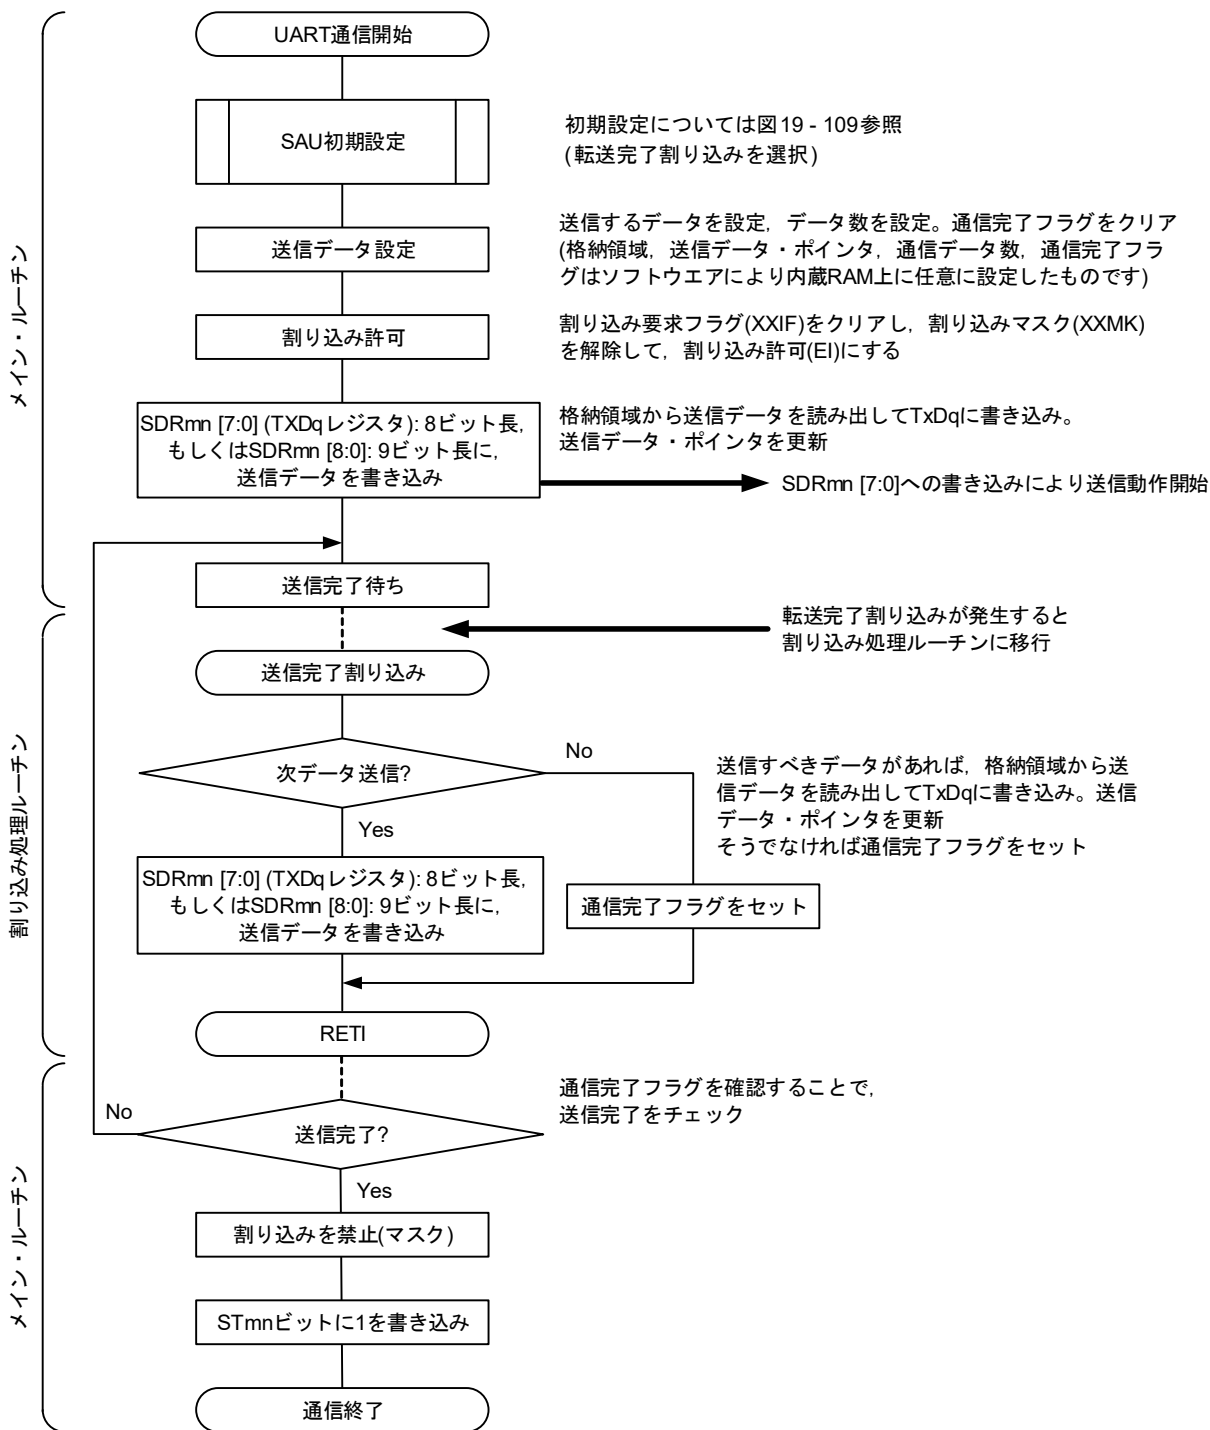 UART通信開始
SAU初期設定
初期設定については図19 - 109参照
(転送完了割り込みを選択)
送信データ設定
送信するデータを設定，データ数を設定。通信完了フラグをクリア
(格納領域，送信データ・ポインタ，通信データ数，通信完了フラ
グはソフトウエアにより内蔵RAM上に任意に設定したものです)
メイン・ルーチン
割り込み許可
割り込み要求フラグ(XXIF)をクリアし，割り込みマスク(XXMK)
を解除して，割り込み許可(EI)にする
SDRmn [7:0] (TXDqレジスタ): 8ビット長,
もしくはSDRmn [8:0]: 9ビット長に,
送信データを書き込み
格納領域から送信データを読み出してTxDqに書き込み。
送信データ・ポインタを更新
SDRmn [7:0]への書き込みにより送信動作開始
送信完了待ち
転送完了割り込みが発生すると
割り込み処理ルーチンに移行
送信完了割り込み
割り込み処理ルーチン
次データ送信?
No
Yes
送信すべきデータがあれば，格納領域から送
信データを読み出してTxDqに書き込み。送信
データ・ポインタを更新
そうでなければ通信完了フラグをセット
SDRmn [7:0] (TXDqレジスタ): 8ビット長,
もしくはSDRmn [8:0]: 9ビット長に,
送信データを書き込み
通信完了フラグをセット
RETI
通信完了フラグを確認することで,
送信完了をチェック
No
送信完了?
Yes
メイン・ルーチン
割り込みを禁止(マスク)
STmnビットに1を書き込み
通信終了